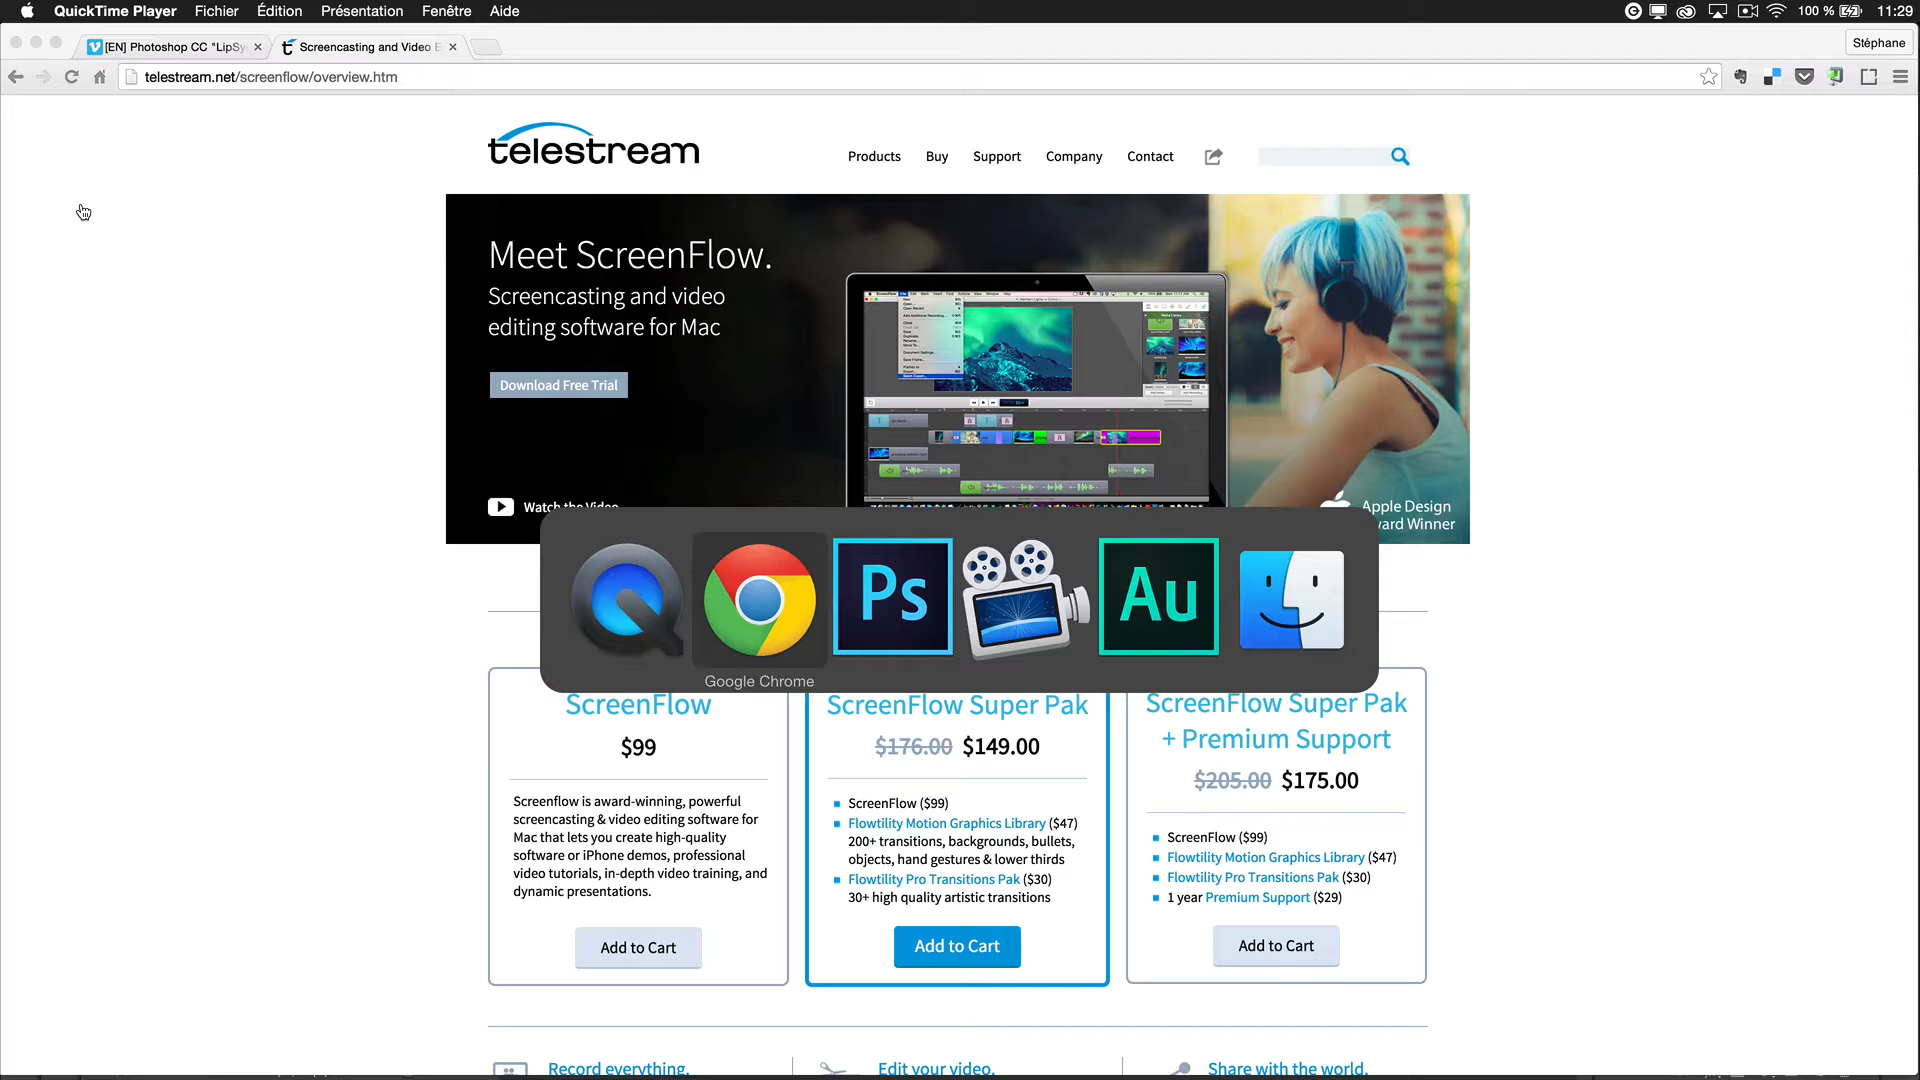 QuickTime Player Fichier Édition Présentation Fenêtre Aide 100 % 11:29
[EN] Photoshop CC "LipSy Screencasting and Video E Stéphane
telestream.net/screenflow/overview.htm
telestream
Products Buy Support Company Contact
Meet ScreenFlow.
Screencasting and video
editing software for Mac
Download Free Trial
Watch the Video
Apple Design
ward Winner
Ps Au
Google Chrome
ScreenFlow
$99
Screenflow is award-winning, powerful
screencasting & video editing software for
Mac that lets you create high-quality
software or iPhone demos, professional
video tutorials, in-depth video training, and
dynamic presentations.
Add to Cart
ScreenFlow Super Pak
$176.00 $149.00
ScreenFlow ($99)
Flowtility Motion Graphics Library ($47)
200+ transitions, backgrounds, bullets,
objects, hand gestures & lower thirds
Flowtility Pro Transitions Pak ($30)
30+ high quality artistic transitions
Add to Cart
ScreenFlow Super Pak
+ Premium Support
$205.00 $175.00
ScreenFlow ($99)
Flowtility Motion Graphics Library ($47)
Flowtility Pro Transitions Pak ($30)
1 year Premium Support ($29)
Add to Cart
Record everything.
Edit your video.
Share with the world.